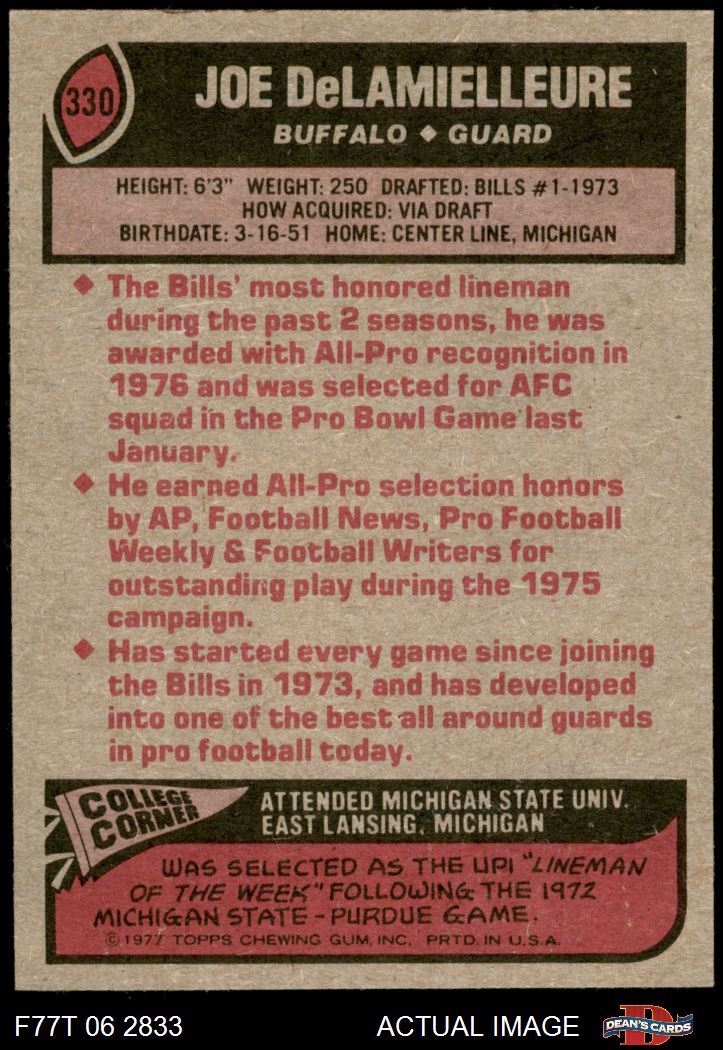 330
JOE DeLAMIELLEURE
BUFFALO ◆ GUARD
HEIGHT: 6'3" WEIGHT: 250 DRAFTED: BILLS #1-1973
HOW ACQUIRED: VIA DRAFT
BIRTHDATE: 3-16-51 HOME: CENTER LINE, MICHIGAN
◆ The Bills' most honored lineman
during the past 2 seasons, he was
awarded with All-Pro recognition in
1976 and was selected for AFC
squad in the Pro Bowl Game last
January.
◆ He earned All-Pro selection honors
by AP, Football News, Pro Football
Weekly & Football Writers for
outstanding play during the 1975
campaign.
◆ Has started every game since joining
the Bills in 1973, and has developed
into one of the best all around guards
in pro football today.
COLLEGE
CORNER
ATTENDED MICHIGAN STATE UNIV.
EAST LANSING, MICHIGAN
WAS SELECTED AS THE UPI "LINEMAN
OF THE WEEK" FOLLOWING THE 1972
MICHIGAN STATE - PURDUE GAME.
©1977 TOPPS CHEWING GUM, INC. PRTD. IN U.S.A.
F77T 06 2833
ACTUAL IMAGE
DEAN'S CARDS